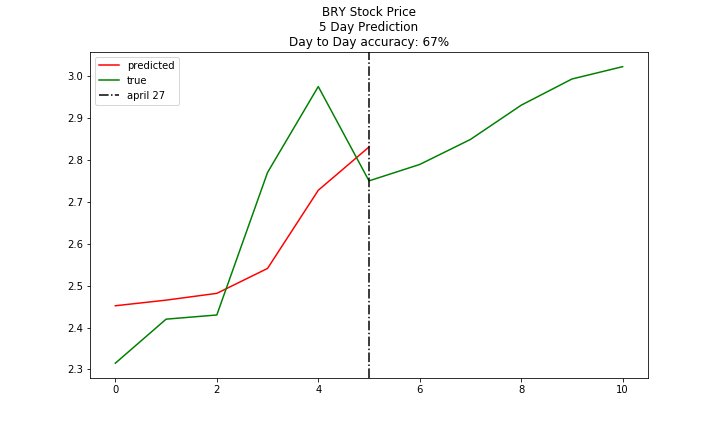 BRY Stock Price
5 Day Prediction
Day to Day accuracy: 67%
predicted
true
april 27
3.0
2.9
2.8
2.7
2.6
2.5
2.4
2.3
0 2 4 6 8 10